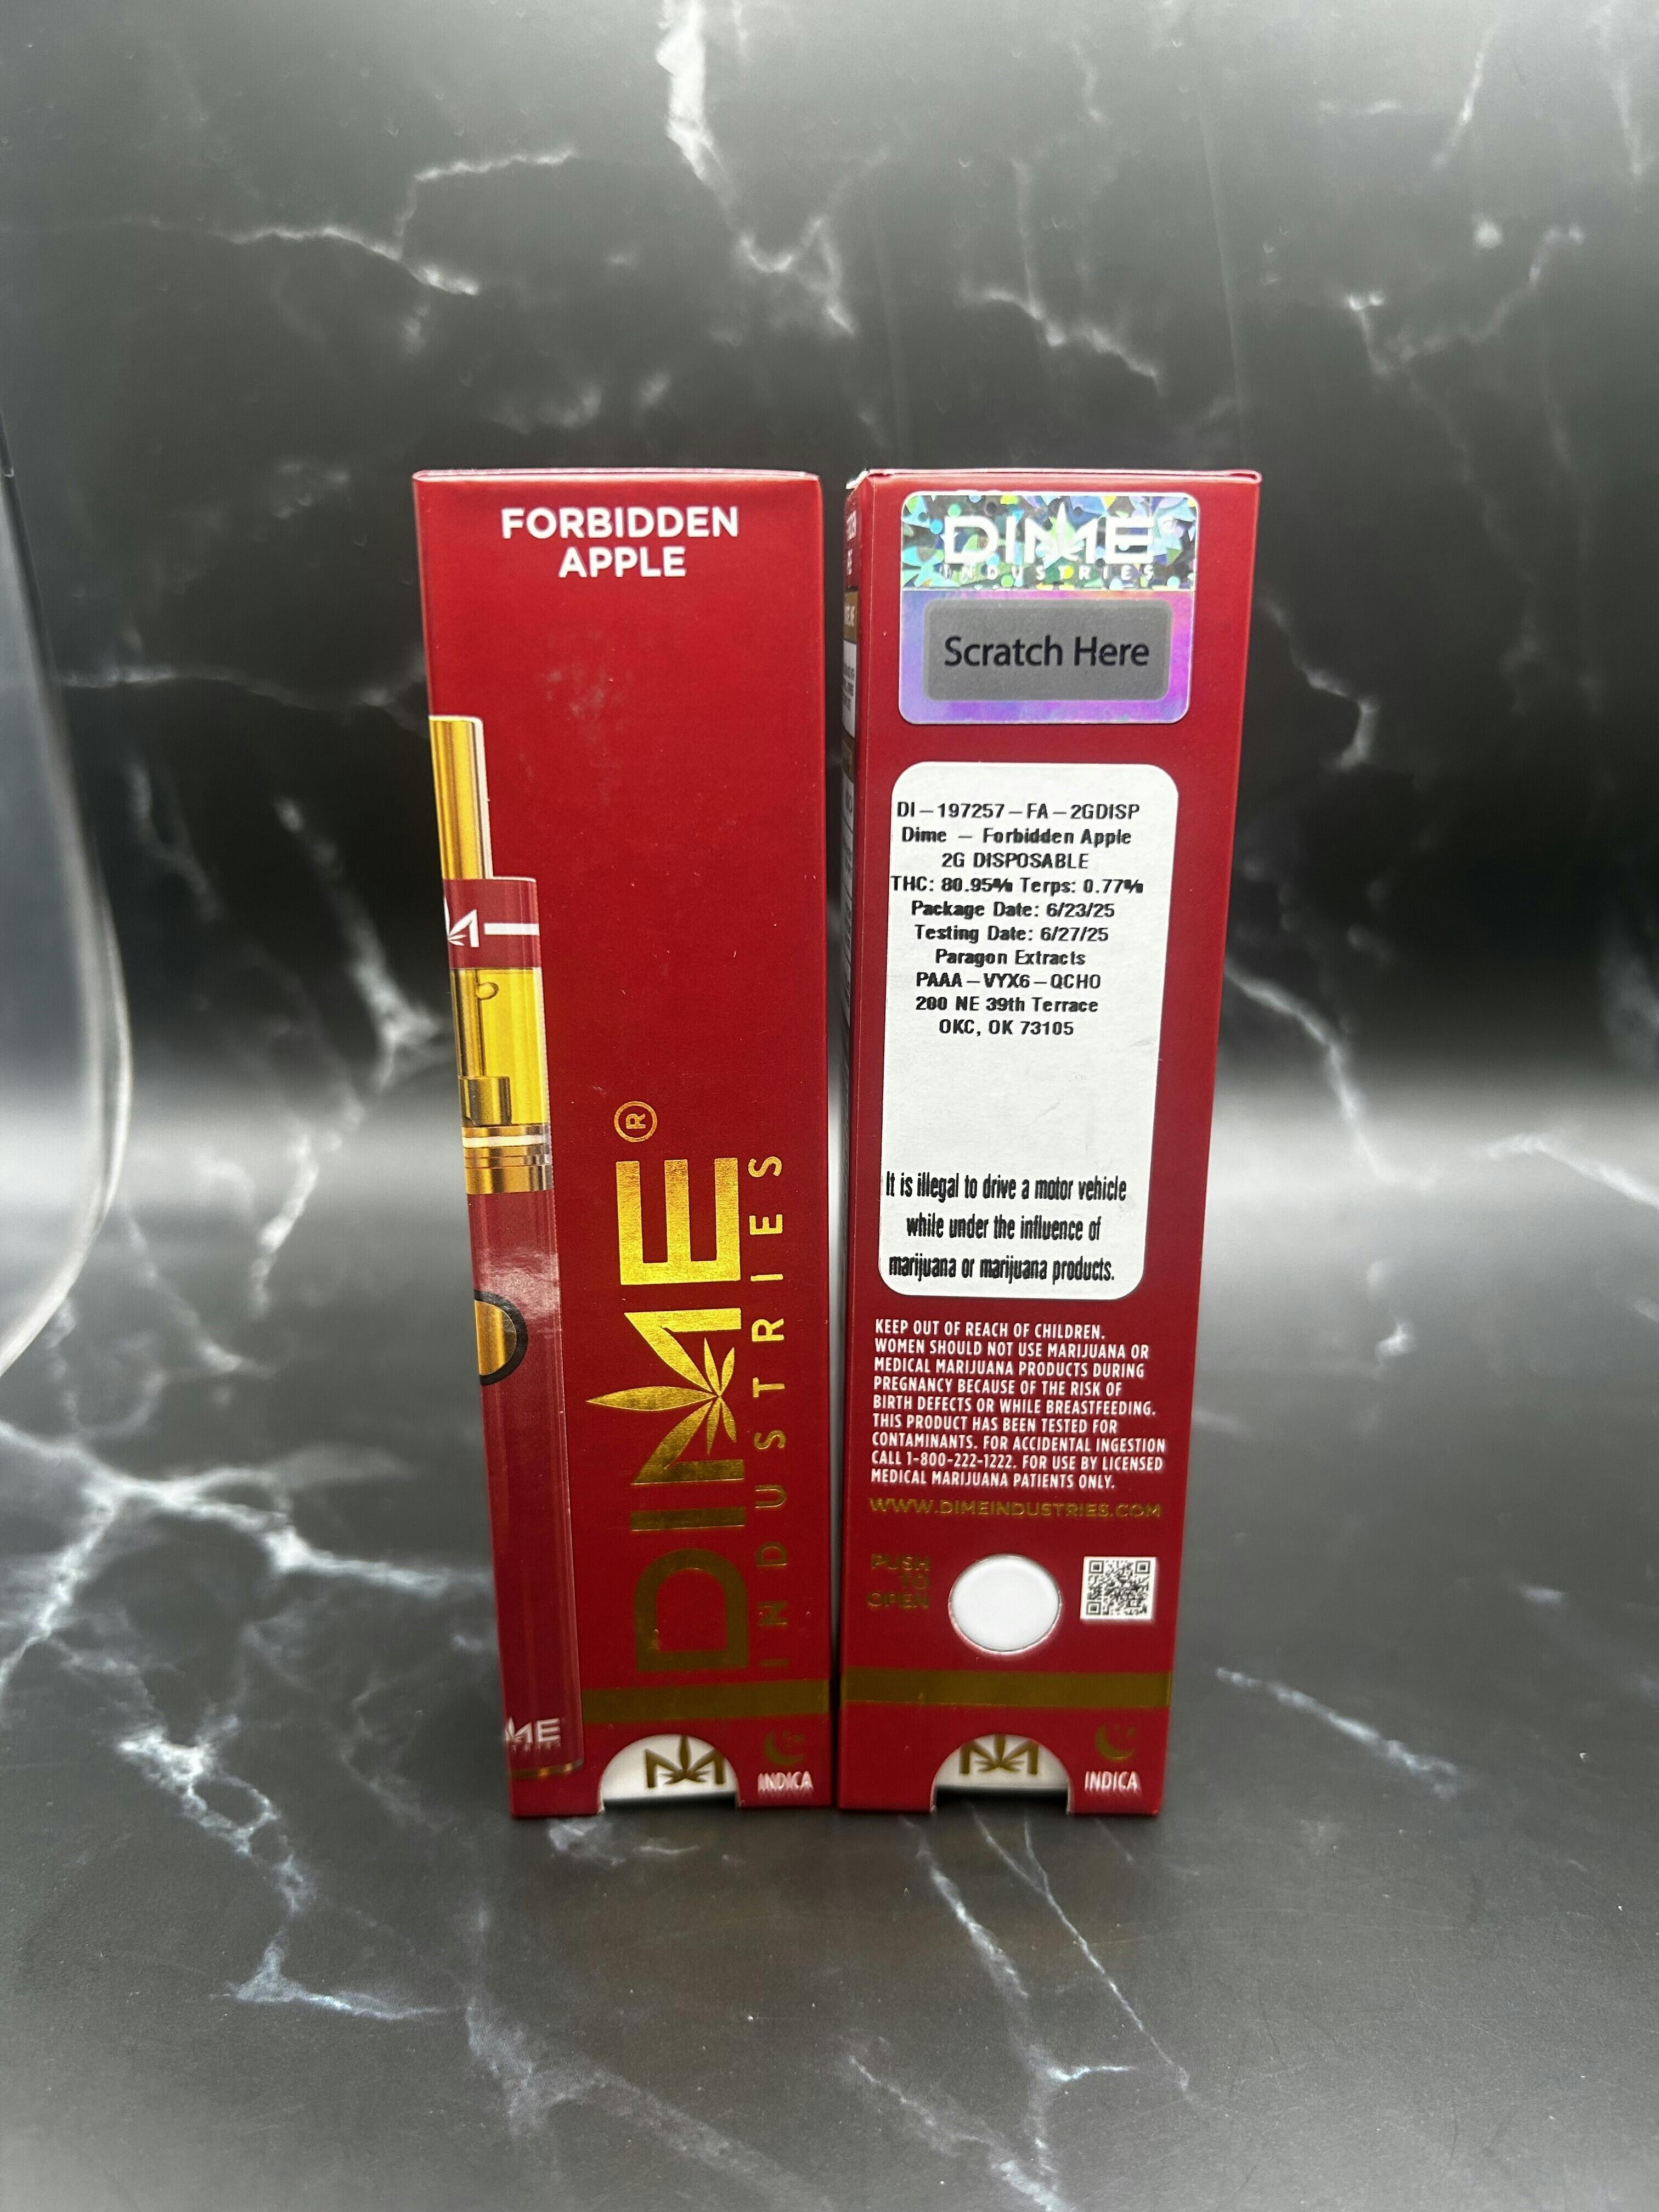 FORBIDDEN
APPLE
DIME®
INDUSTRIES
ME
INDICA
DIME
INDUSTRIES
Scratch Here
DI-197257-FA-2GDISP
Dime - Forbidden Apple
2G DISPOSABLE
THC: 80.95% Terps: 0.77%
Package Date: 6/23/25
Testing Date: 6/27/25
Paragon Extracts
PAAA-VYX6-QCHO
200 NE 39th Terrace
OKC, OK 73105
It is illegal to drive a motor vehicle
while under the influence of
marijuana or marijuana products.
KEEP OUT OF REACH OF CHILDREN.
WOMEN SHOULD NOT USE MARIJUANA OR
MEDICAL MARIJUANA PRODUCTS DURING
PREGNANCY BECAUSE OF THE RISK OF
BIRTH DEFECTS OR WHILE BREASTFEEDING.
THIS PRODUCT HAS BEEN TESTED FOR
CONTAMINANTS. FOR ACCIDENTAL INGESTION
CALL 1-800-222-1222. FOR USE BY LICENSED
MEDICAL MARIJUANA PATIENTS ONLY.
WWW.DIMEINDUSTRIES.COM
PUSH
TO
OPEN
INDICA